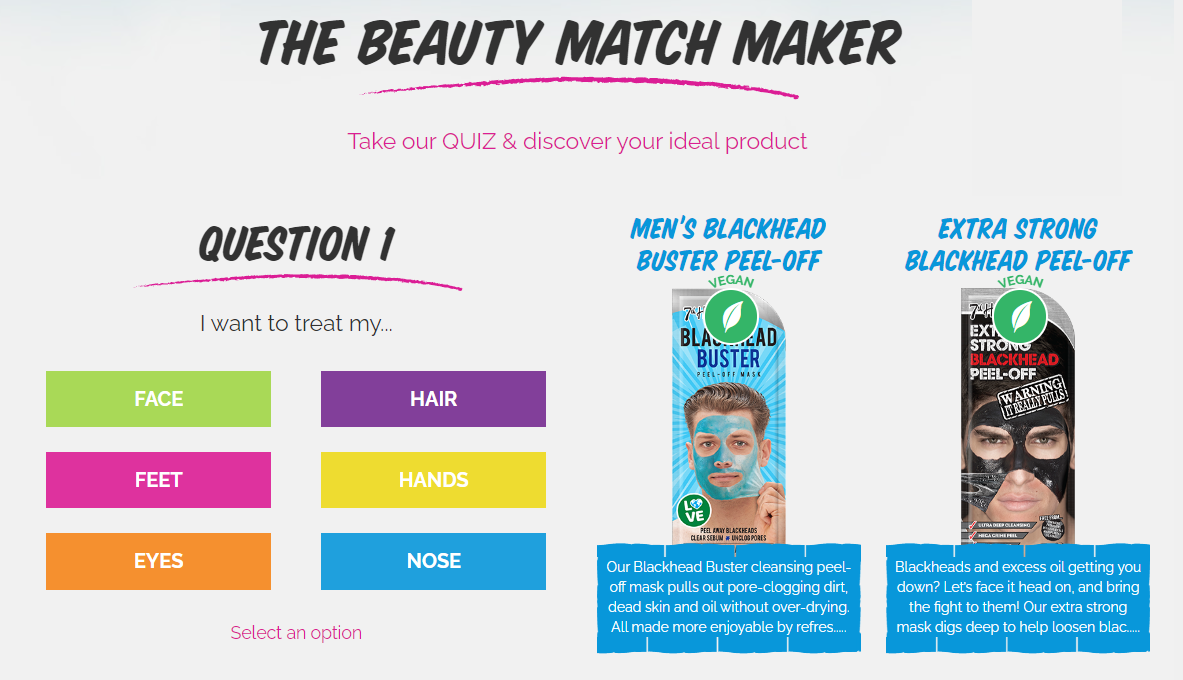 THE BEAUTY MATCH MAKER
Take our QUIZ & discover your ideal product
QUESTION 1
I want to treat my...
FACE
HAIR
FEET
HANDS
EYES
NOSE
Select an option
MEN'S BLACKHEAD
BUSTER PEEL-OFF
VEGAN
BLACKHEAD
BUSTER
PEEL-OFF MASK
LOVE
PEEL AWAY BLACKHEADS
CLEAR SEBUM UNCLOG PORES
Our Blackhead Buster cleansing peel-
off mask pulls out pore-clogging dirt,
dead skin and oil without over-drying.
All made more enjoyable by refres.....
EXTRA STRONG
BLACKHEAD PEEL-OFF
VEGAN
EXTRA
STRONG
BLACKHEAD
PEEL-OFF
WARNING
IT REALLY PULLS!
ULTRA DEEP CLEANSING
MEGA GRIME PEEL
Blackheads and excess oil getting you
down? Let's face it head on, and bring
the fight to them! Our extra strong
mask digs deep to help loosen blac.....